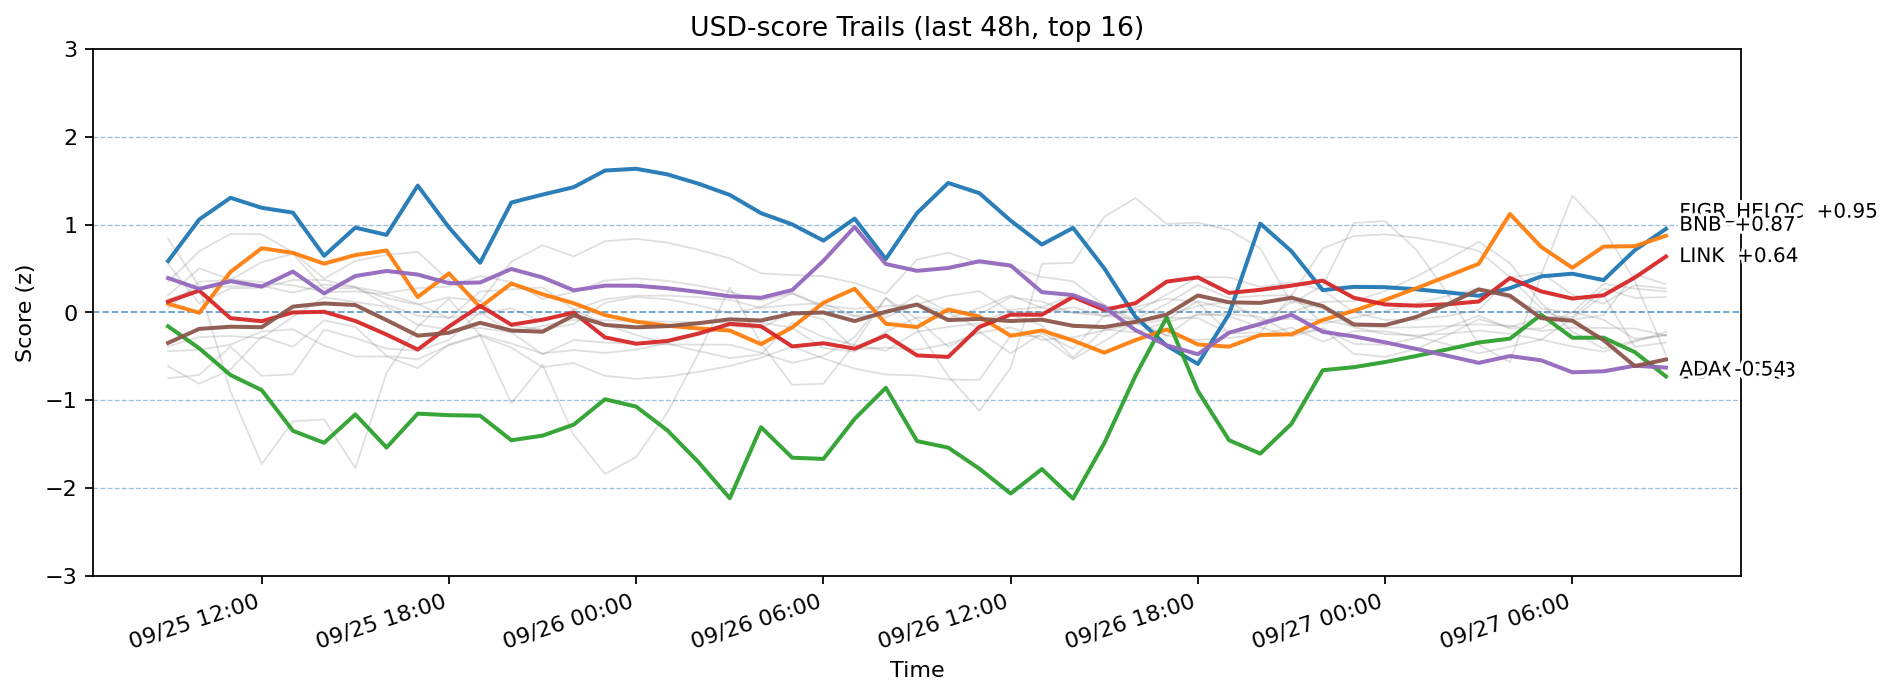 USD-score Trails (last 48h, top 16)
3
2
1
0
−1
−2
−3
Score (z)
FIGR_HELOC +0.95
BNB +0.87
LINK +0.64
ADA -0.54
09/25 12:00
09/25 18:00
09/26 00:00
09/26 06:00
09/26 12:00
09/26 18:00
09/27 00:00
09/27 06:00
Time